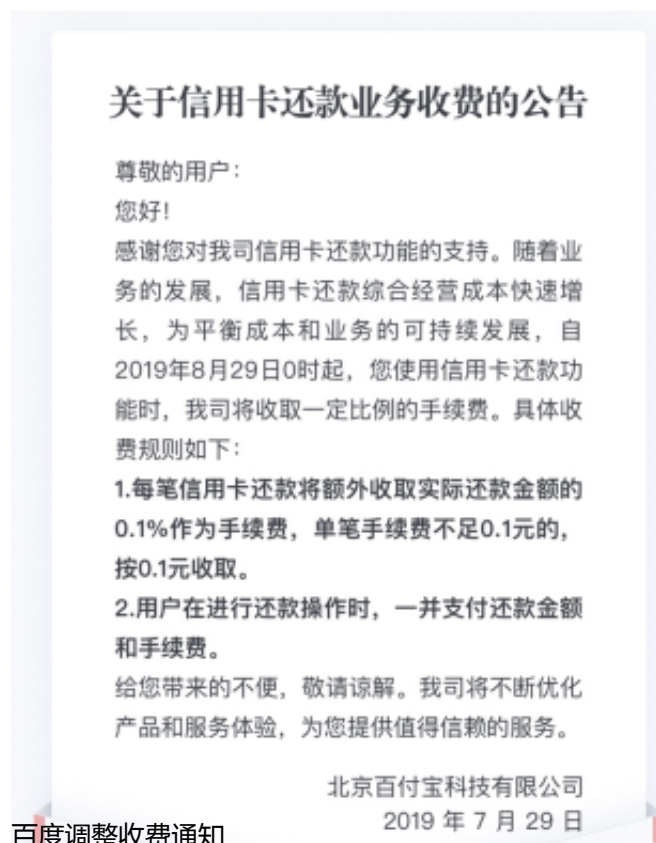 关于信用卡还款业务收费的公告
尊敬的用户：
您好！
感谢您对我司信用卡还款功能的支持。随着业
务的发展，信用卡还款综合经营成本快速增
长，为平衡成本和业务的可持续发展，自
2019年8月29日0时起，您使用信用卡还款功
能时，我司将收取一定比例的手续费。具体收
费规则如下：
1.每笔信用卡还款将额外收取实际还款金额的
0.1%作为手续费，单笔手续费不足0.1元的，
按0.1元收取。
2.用户在进行还款操作时，一并支付还款金额
和手续费。
给您带来的不便，敬请谅解。我司将不断优化
产品和服务体验，为您提供值得信赖的服务。
北京百付宝科技有限公司
2019 年 7 月 29 日
百度调整收费通知